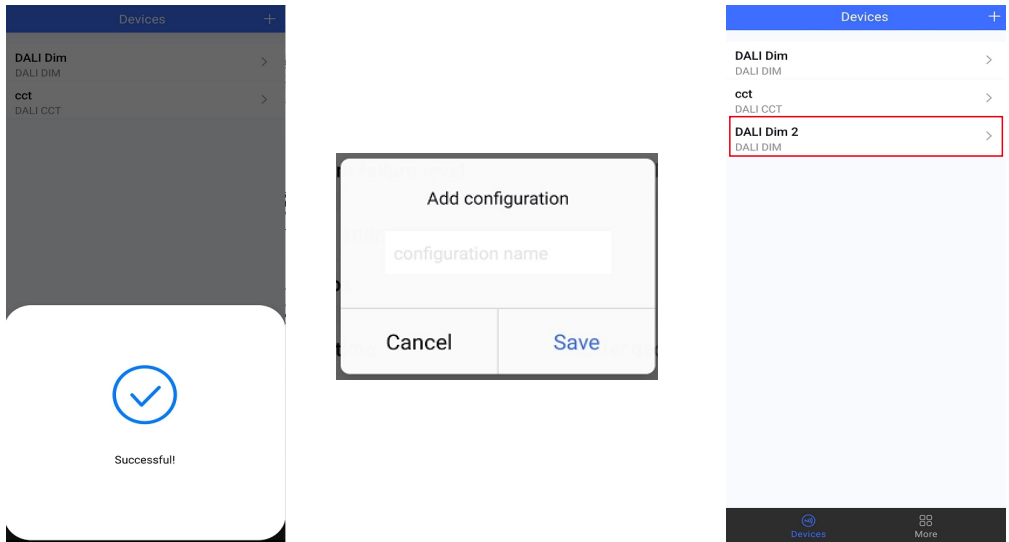 Devices +
DALI Dim
DALI DIM
cct
DALI CCT
Successful!
Add configuration
configuration name
Cancel
Save
Devices +
DALI Dim
DALI DIM
cct
DALI CCT
DALI Dim 2
DALI DIM
Devices
More